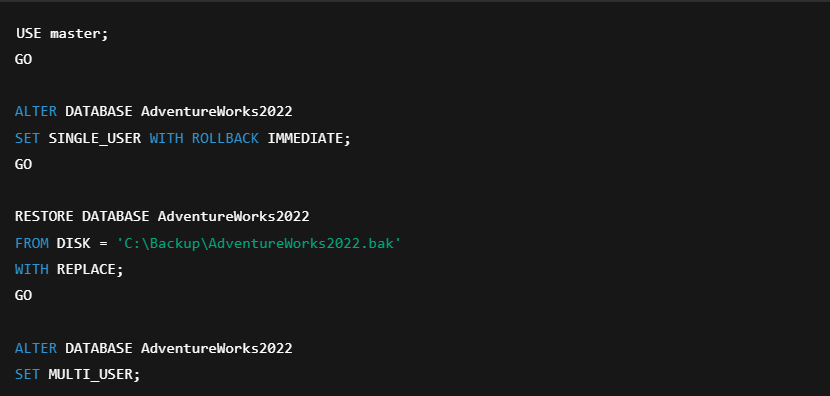 USE master;
GO
ALTER DATABASE AdventureWorks2022
SET SINGLE_USER WITH ROLLBACK IMMEDIATE;
GO
RESTORE DATABASE AdventureWorks2022
FROM DISK = 'C:\Backup\AdventureWorks2022.bak'
WITH REPLACE;
GO
ALTER DATABASE AdventureWorks2022
SET MULTI_USER;